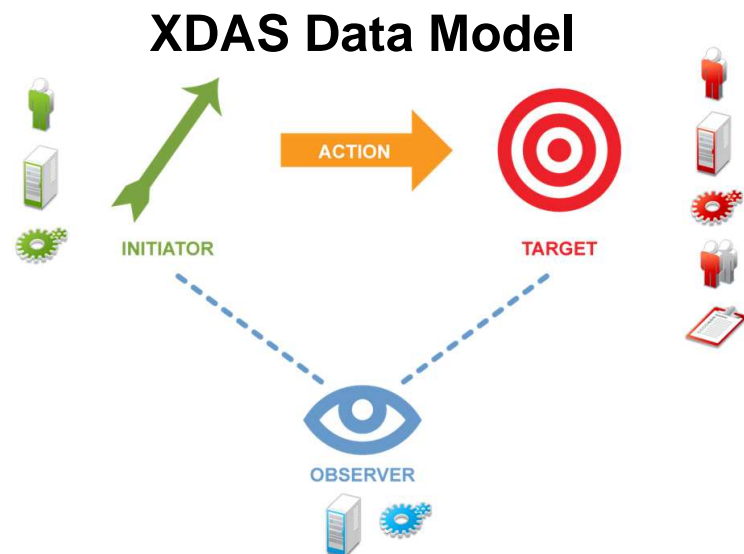 XDAS Data Model
ACTION
INITIATOR
TARGET
OBSERVER